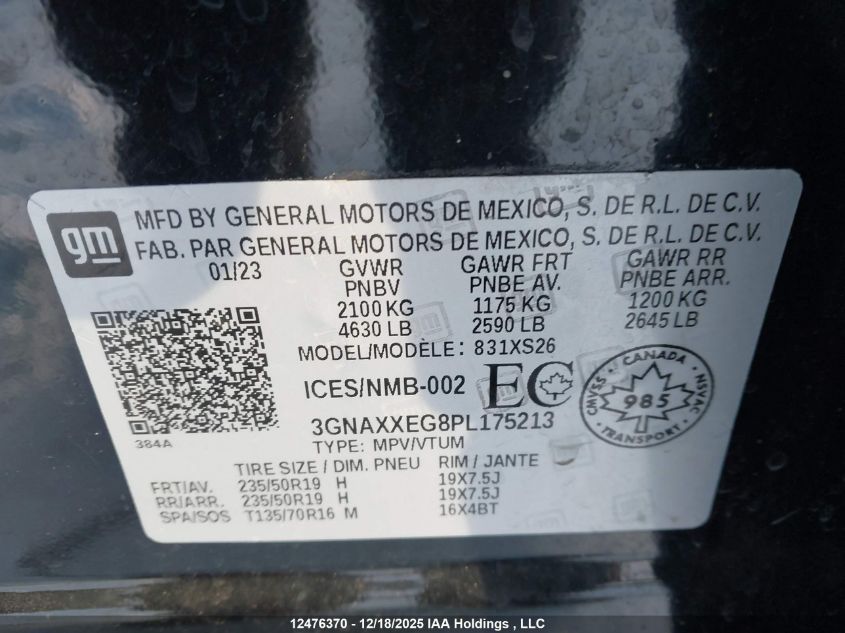 gm
MFD BY GENERAL MOTORS DE MEXICO, S. DE R.L. DE C.V.
FAB. PAR GENERAL MOTORS DE MEXICO, S. DE R.L. DE C.V.
01/23 GVWR GAWR FRT GAWR RR
PNBV PNBE AV. PNBE ARR.
2100 KG 1175 KG 1200 KG
4630 LB 2590 LB 2645 LB
MODEL/MODÈLE: 831XS26
ICES/NMB-002 EC
CANADA
CMVSS 985 NSVAC
TRANSPORT
3GNAXXEG8PL175213
384A
TYPE: MPV/VTUM
TIRE SIZE / DIM. PNEU RIM / JANTE
FRT/AV. 235/50R19 H 19X7.5J
RR/ARR. 235/50R19 H 19X7.5J
SPA/SOS T135/70R16 M 16X4BT
12476370 - 12/18/2025 IAA Holdings , LLC